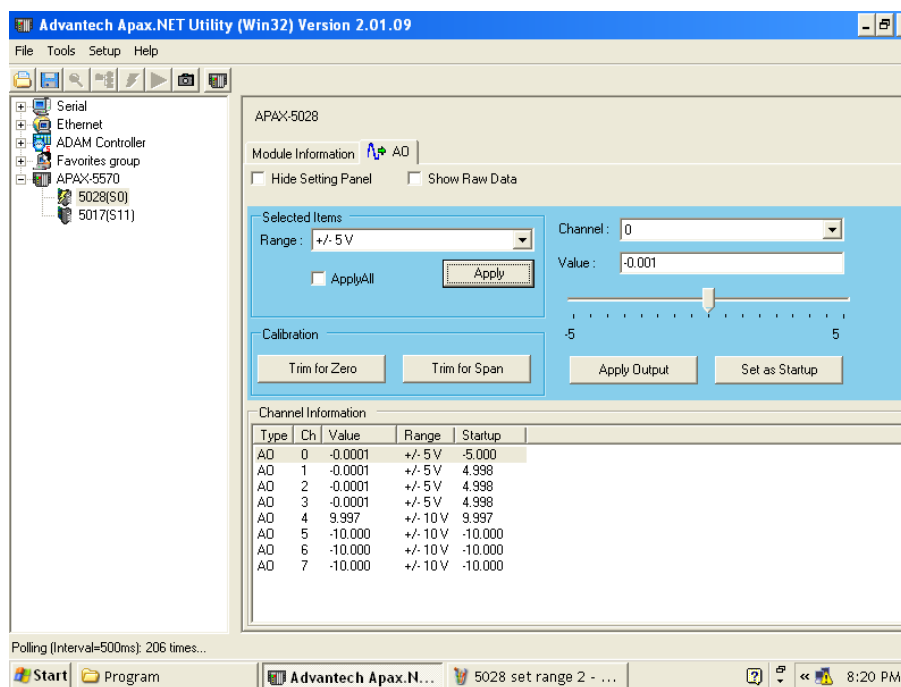 Advantech Apax.NET Utility (Win32) Version 2.01.09
File Tools Setup Help
Serial
Ethernet
ADAM Controller
Favorites group
APAX-5570
5028(S0)
5017(S11)
APAX-5028
Module Information AO
Hide Setting Panel Show Raw Data
Selected Items
Range : +/- 5 V
ApplyAll Apply
Channel : 0
Value : -0.001
-5 5
Calibration
Trim for Zero Trim for Span
Apply Output Set as Startup
Channel Information
Type Ch Value Range Startup
AO 0 -0.0001 +/- 5 V -5.000
AO 1 -0.0001 +/- 5 V 4.998
AO 2 -0.0001 +/- 5 V 4.998
AO 3 -0.0001 +/- 5 V 4.998
AO 4 9.997 +/- 10 V 9.997
AO 5 -10.000 +/- 10 V -10.000
AO 6 -10.000 +/- 10 V -10.000
AO 7 -10.000 +/- 10 V -10.000
Polling (Interval=500ms): 206 times...
Start Program Advantech Apax.N... 5028 set range 2 - ... 8:20 PM